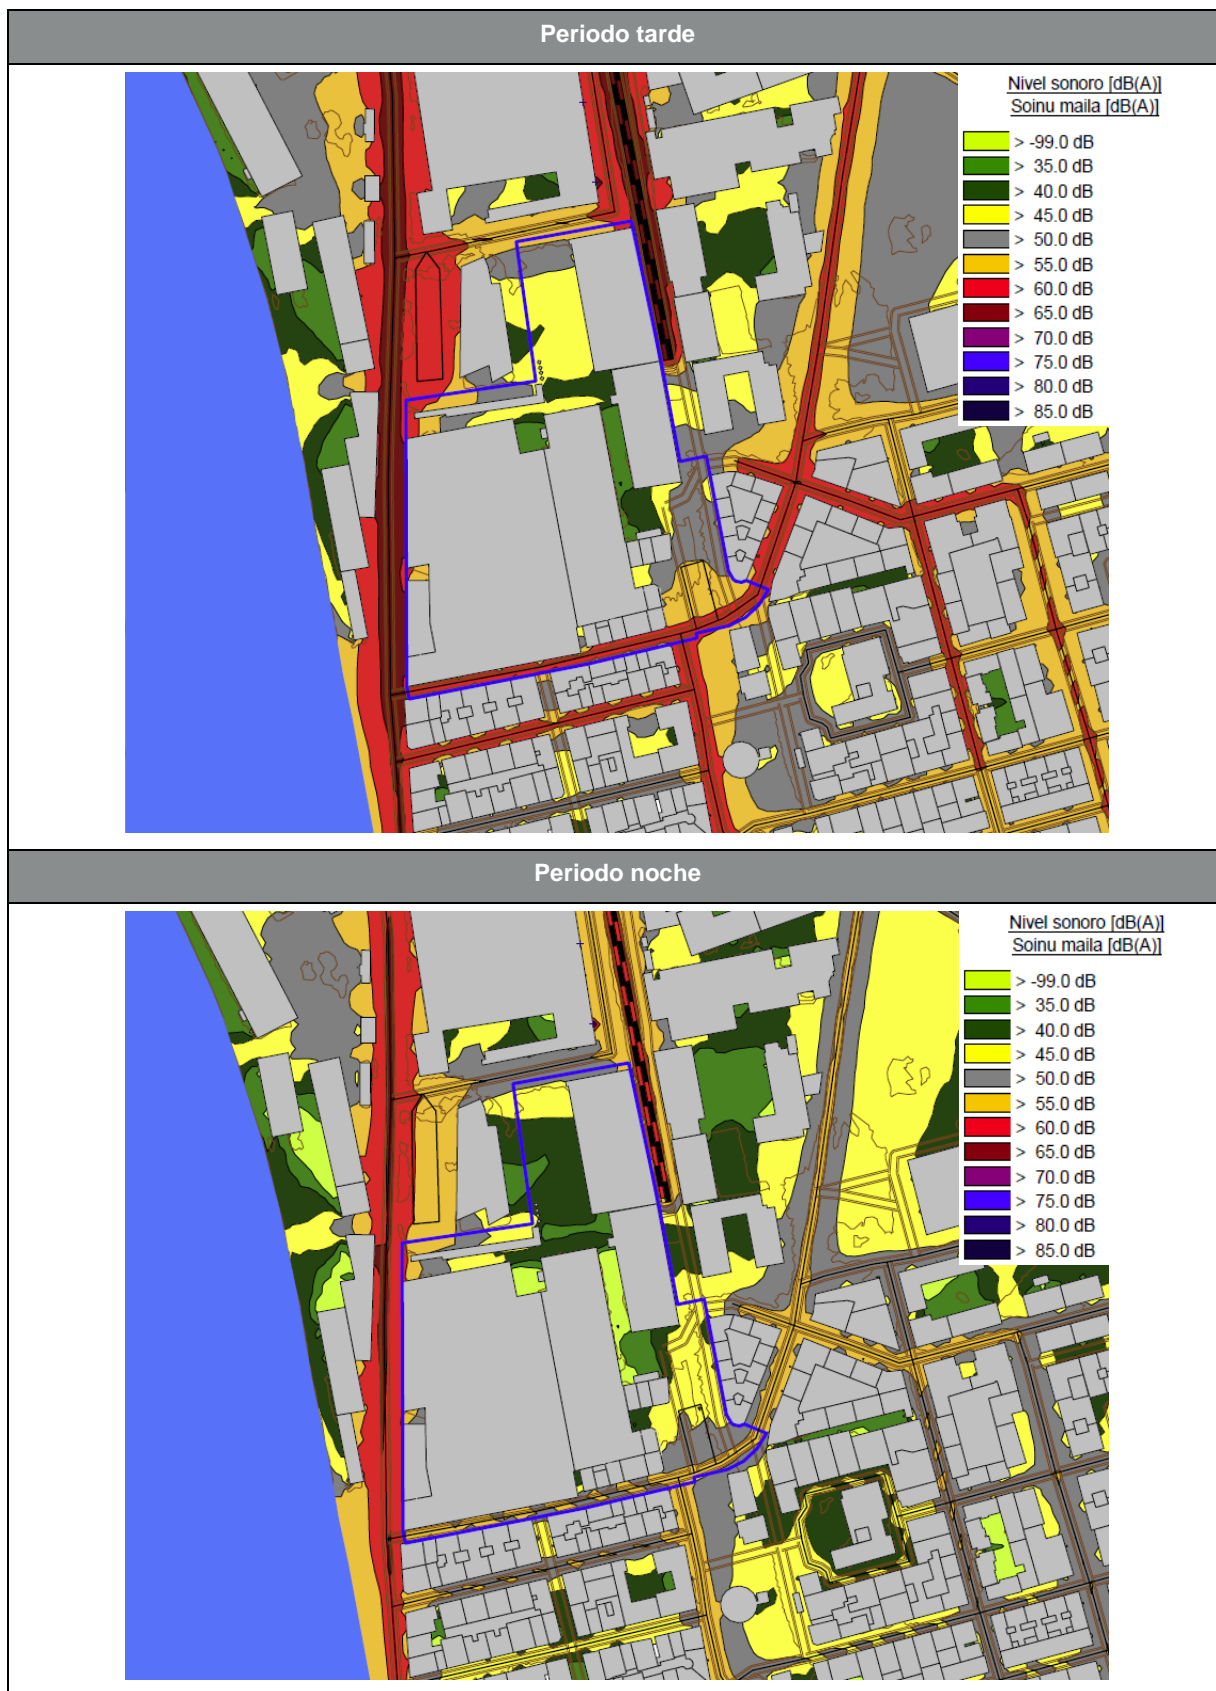 Periodo tarde
Nivel sonoro [dB(A)]
Soinu maila [dB(A)]
> -99.0 dB
> 35.0 dB
> 40.0 dB
> 45.0 dB
> 50.0 dB
> 55.0 dB
> 60.0 dB
> 65.0 dB
> 70.0 dB
> 75.0 dB
> 80.0 dB
> 85.0 dB
Periodo noche
Nivel sonoro [dB(A)]
Soinu maila [dB(A)]
> -99.0 dB
> 35.0 dB
> 40.0 dB
> 45.0 dB
> 50.0 dB
> 55.0 dB
> 60.0 dB
> 65.0 dB
> 70.0 dB
> 75.0 dB
> 80.0 dB
> 85.0 dB